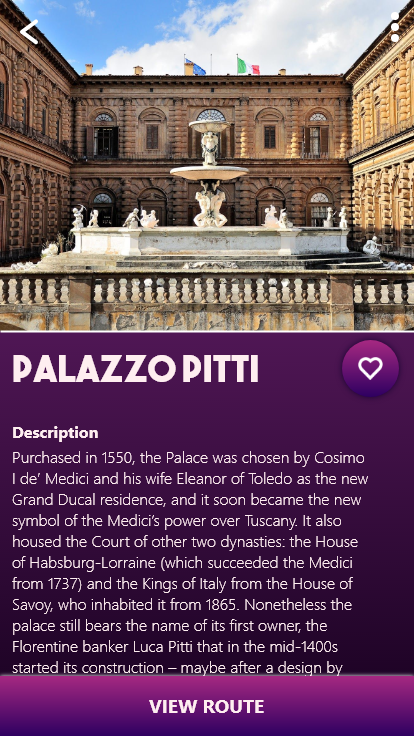 PALAZZO PITTI
Description
Purchased in 1550, the Palace was chosen by Cosimo
I de’ Medici and his wife Eleanor of Toledo as the new
Grand Ducal residence, and it soon became the new
symbol of the Medici’s power over Tuscany. It also
housed the Court of other two dynasties: the House
of Habsburg-Lorraine (which succeeded the Medici
from 1737) and the Kings of Italy from the House of
Savoy, who inhabited it from 1865. Nonetheless the
palace still bears the name of its first owner, the
Florentine banker Luca Pitti that in the mid-1400s
started its construction – maybe after a design by
VIEW ROUTE